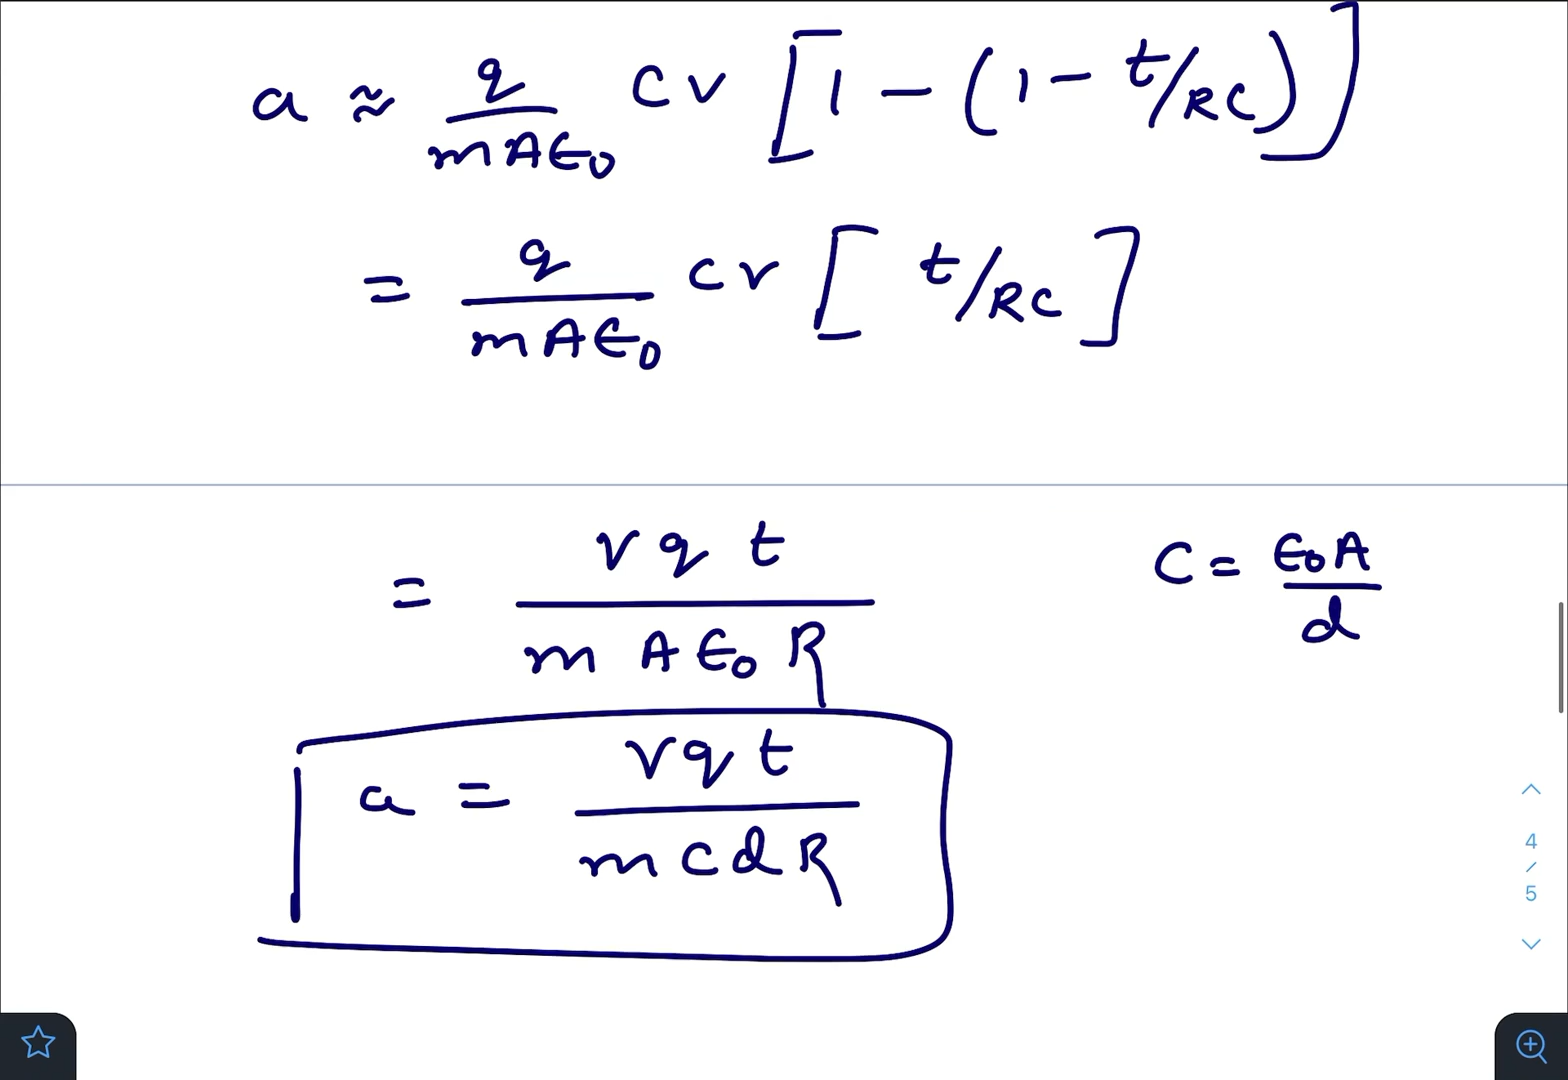 a ≈ q/mAϵ₀ CV [1 − (1 − t/RC)]
= q/mAϵ₀ CV [t/RC]
= Vqt/mAϵ₀R
C = ϵ₀A/d
a = Vqt/mCdR
4
/
5